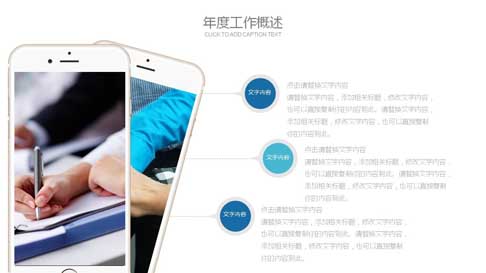 年度工作概述
CLICK TO ADD CAPTION TEXT
文字内容
点击请替换文字内容
请替换文字内容，添加相关标题，修改文字内容，
也可以直接复制你的内容到此。请替换文字内容，
添加相关标题，修改文字内容，也可以直接复制
你的内容到此。
文字内容
点击请替换文字内容
请替换文字内容，添加相关标题，修改文字内容，
也可以直接复制你的内容到此。请替换文字内容，
添加相关标题，修改文字内容，也可以直接复制
你的内容到此。
文字内容
点击请替换文字内容
请替换文字内容，添加相关标题，修改文字内容，
也可以直接复制你的内容到此。请替换文字内容，
添加相关标题，修改文字内容，也可以直接复制
你的内容到此。